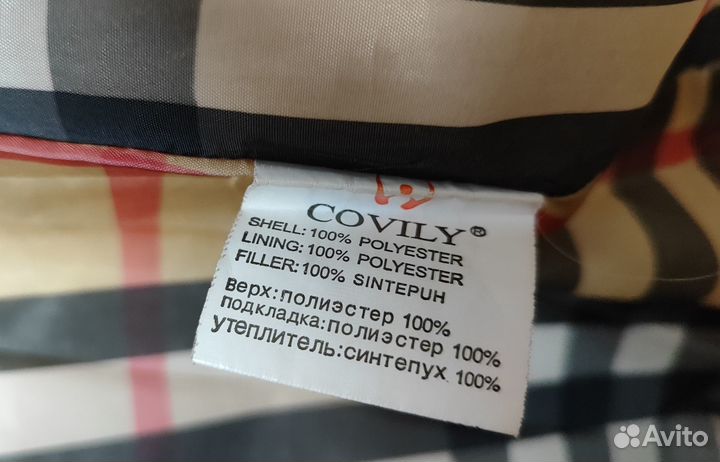 COVILY®
SHELL:100% POLYESTER
LINING:100% POLYESTER
FILLER:100% SINTEPUH
верх:полиэстер 100%
подкладка:полиэстер 100%
утеплитель:синтепух 100%
Avito